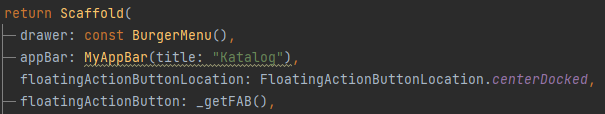 return Scaffold(
drawer: const BurgerMenu(),
appBar: MyAppBar(title: "Katalog"),
floatingActionButtonLocation: FloatingActionButtonLocation.centerDocked,
floatingActionButton: _getFAB(),